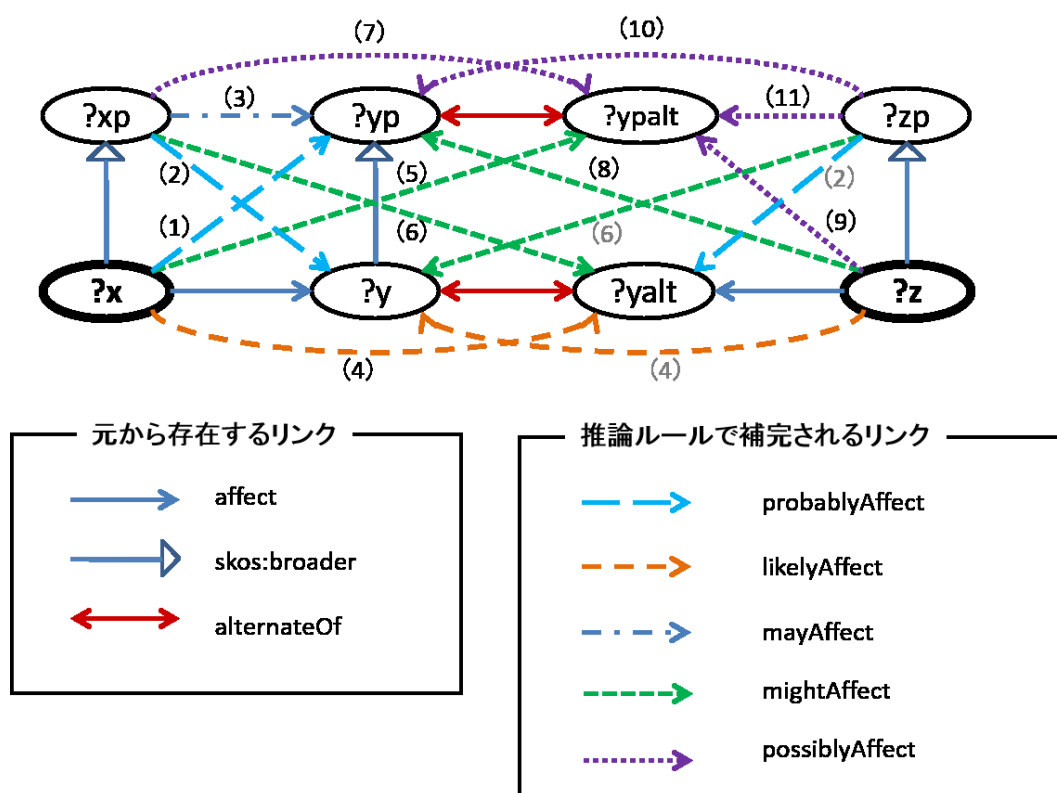 (7)
(10)
?xp
(3)
?yp
?ypalt
(11)
?zp
(2)
(5)
(8)
(2)
(1)
(6)
(6)
(9)
?x
?y
?yalt
?z
(4)
(4)
元から存在するリンク
affect
skos:broader
alternateOf
推論ルールで補完されるリンク
probablyAffect
likelyAffect
mayAffect
mightAffect
possiblyAffect